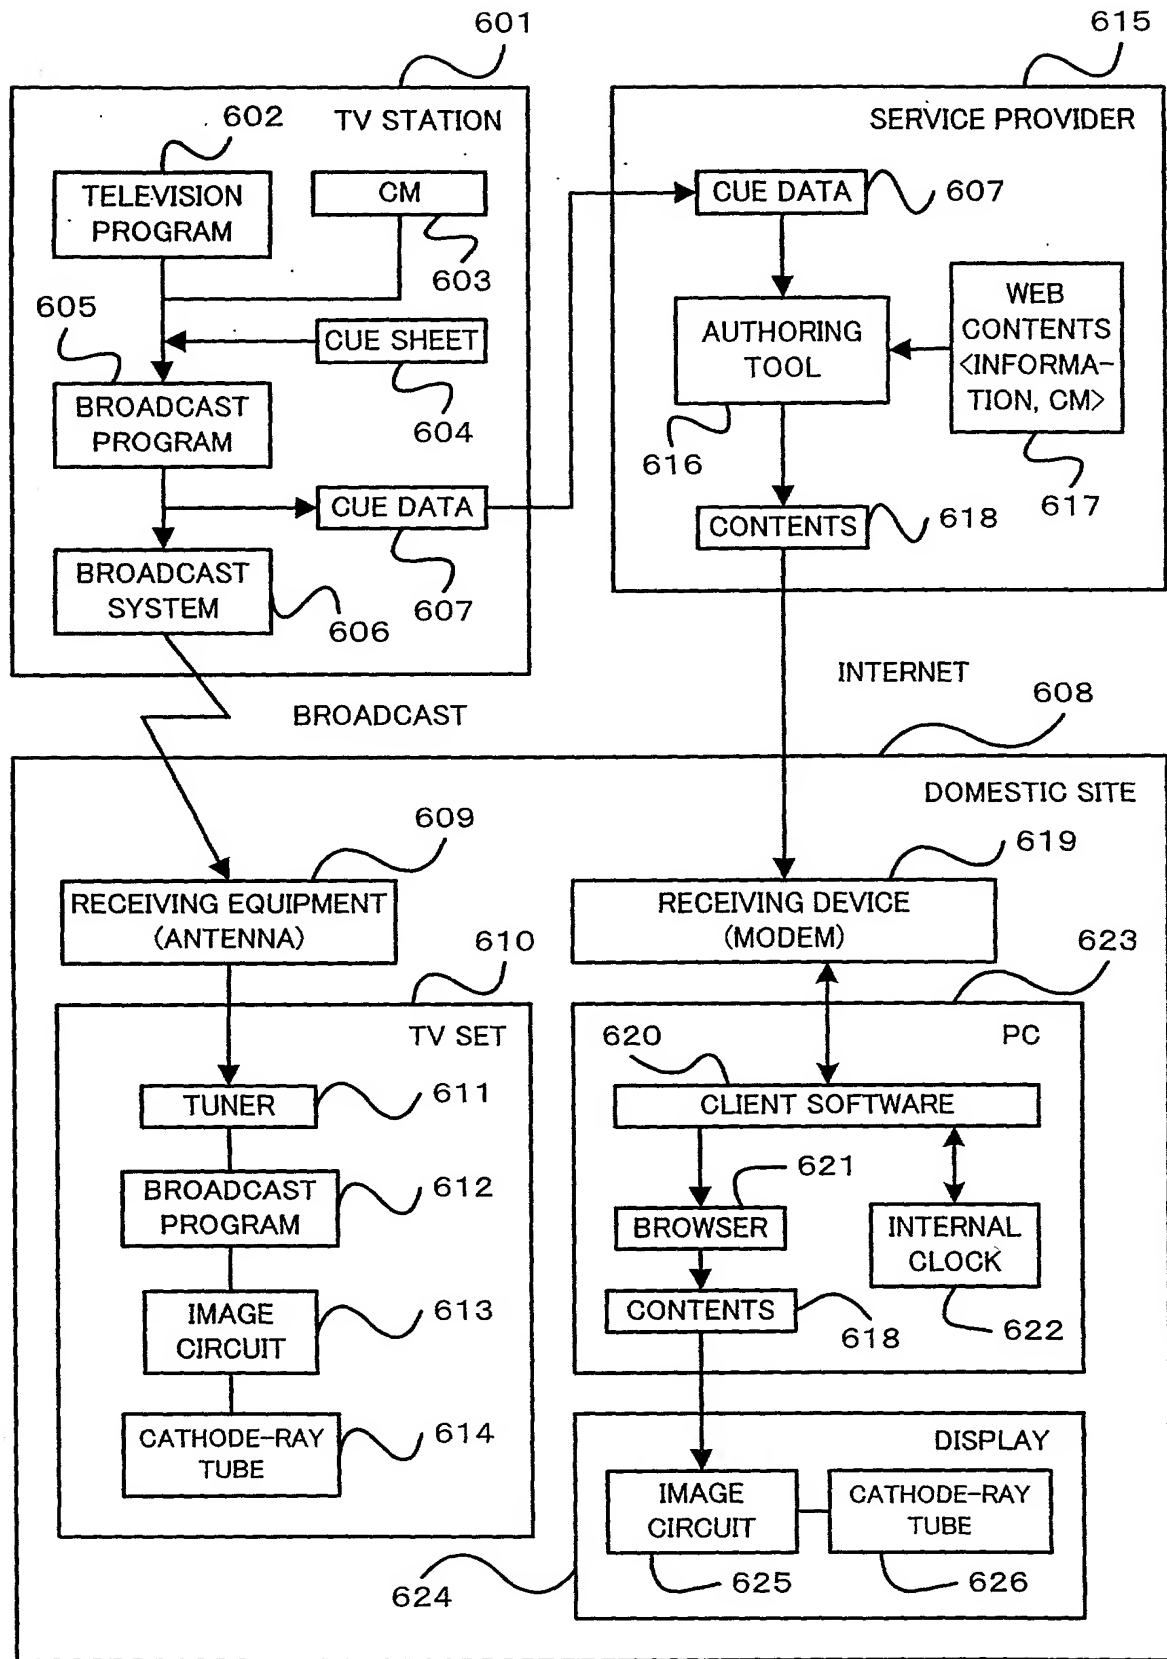 601
TV STATION
602
TELEVISION
PROGRAM
CM
603
605
CUE SHEET
604
BROADCAST
PROGRAM
CUE DATA
607
BROADCAST
SYSTEM
606
615
SERVICE PROVIDER
CUE DATA
607
AUTHORING
TOOL
616
WEB
CONTENTS
<INFORMA-
TION, CM>
617
CONTENTS
618
BROADCAST
INTERNET
608
DOMESTIC SITE
609
RECEIVING EQUIPMENT
(ANTENNA)
610
TV SET
TUNER
611
BROADCAST
PROGRAM
612
IMAGE
CIRCUIT
613
CATHODE-RAY
TUBE
614
619
RECEIVING DEVICE
(MODEM)
623
PC
620
CLIENT SOFTWARE
621
BROWSER
INTERNAL
CLOCK
622
CONTENTS
618
DISPLAY
IMAGE
CIRCUIT
625
CATHODE-RAY
TUBE
626
624